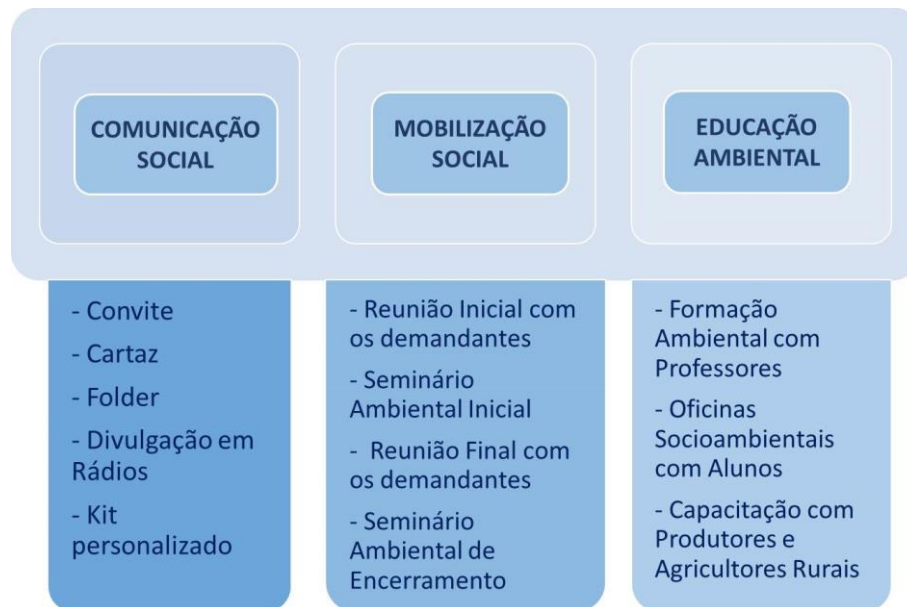 COMUNICAÇÃO
SOCIAL
MOBILIZAÇÃO
SOCIAL
EDUCAÇÃO
AMBIENTAL
- Convite
- Cartaz
- Folder
- Divulgação em
Rádios
- Kit
personalizado
- Reunião Inicial com
os demandantes
- Seminário
Ambiental Inicial
- Reunião Final com
os demandantes
- Seminário
Ambiental de
Encerramento
- Formação
Ambiental com
Professores
- Oficinas
Socioambientais
com Alunos
- Capacitação com
Produtores e
Agricultores Rurais